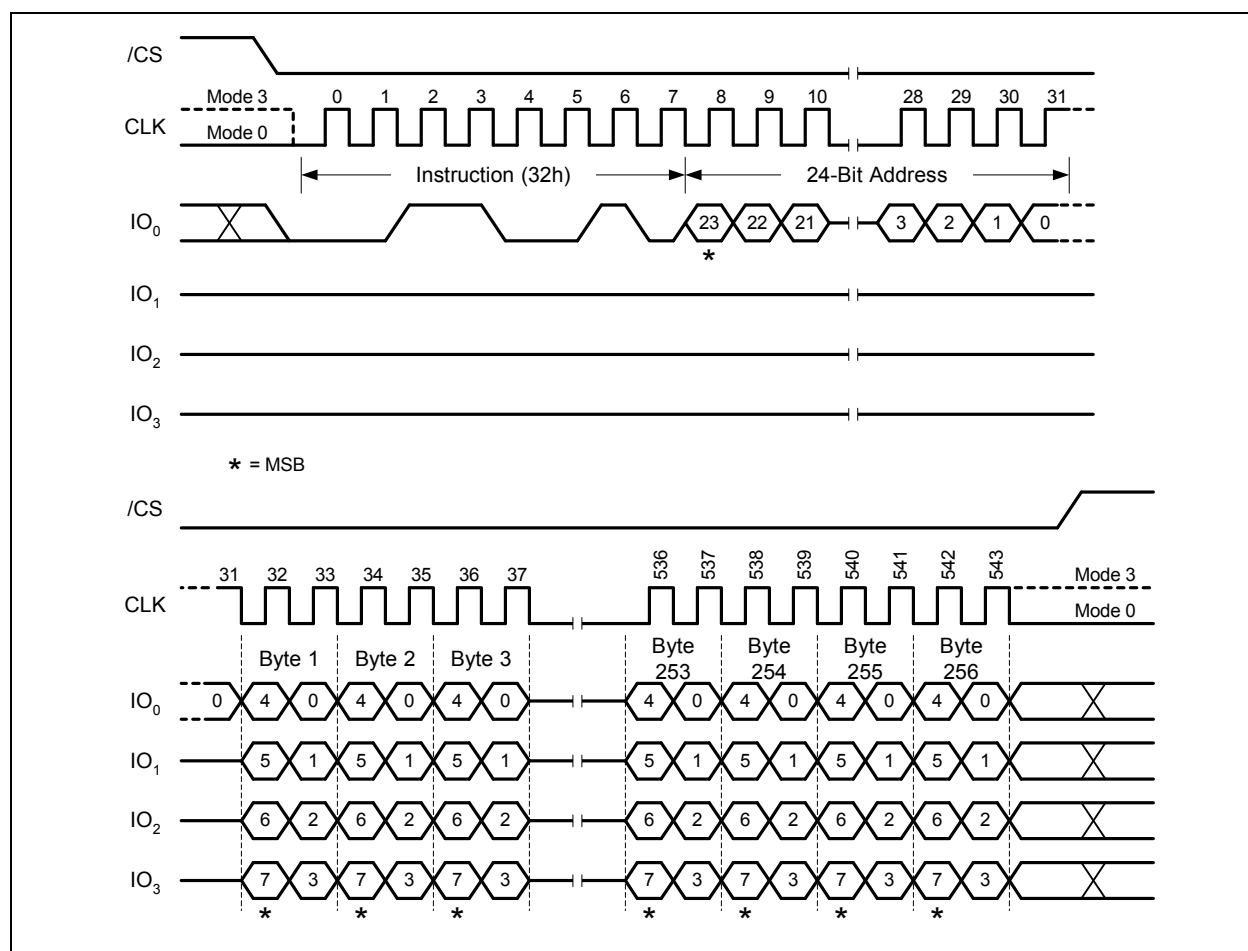 /CS
Mode 3 0 1 2 3 4 5 6 7 8 9 10 28 29 30 31
CLK
Mode 0
Instruction (32h) 24-Bit Address
IO0 23 22 21 3 2 1 0
*
IO1
IO2
IO3
* = MSB
/CS
31 32 33 34 35 36 37 536 537 538 539 540 541 542 543 Mode 3
CLK
Mode 0
Byte 1 Byte 2 Byte 3 Byte 253 Byte 254 Byte 255 Byte 256
IO0 0 4 0 4 0 4 0 4 0 4 0 4 0 4 0
IO1 5 1 5 1 5 1 5 1 5 1 5 1 5 1
IO2 6 2 6 2 6 2 6 2 6 2 6 2 6 2
IO3 7 3 7 3 7 3 7 3 7 3 7 3 7 3
* * * * * * *